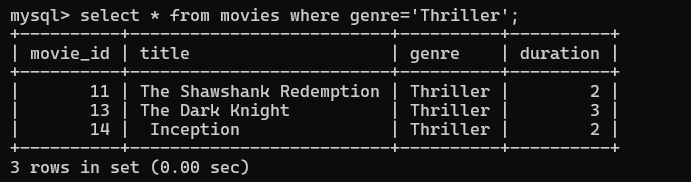 mysql> select * from movies where genre='Thriller';
+----------+--------------------------+----------+----------+
| movie_id | title                    | genre    | duration |
+----------+--------------------------+----------+----------+
|       11 | The Shawshank Redemption | Thriller |        2 |
|       13 | The Dark Knight          | Thriller |        3 |
|       14 |  Inception               | Thriller |        2 |
+----------+--------------------------+----------+----------+
3 rows in set (0.00 sec)